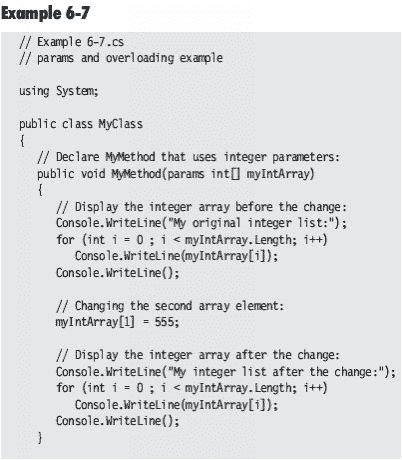 Example 6-7
// Example 6-7.cs
// params and overloading example
using System;
public class MyClass
{
// Declare MyMethod that uses integer parameters:
public void MyMethod(params int[] myIntArray)
{
// Display the integer array before the change:
Console.WriteLine("My original integer list:");
for (int i = 0 ; i < myIntArray.Length; i++)
Console.WriteLine(myIntArray[i]);
Console.WriteLine();
// Changing the second array element:
myIntArray[1] = 555;
// Display the integer array after the change:
Console.WriteLine("My integer list after the change:");
for (int i = 0 ; i < myIntArray.Length; i++)
Console.WriteLine(myIntArray[i]);
Console.WriteLine();
}